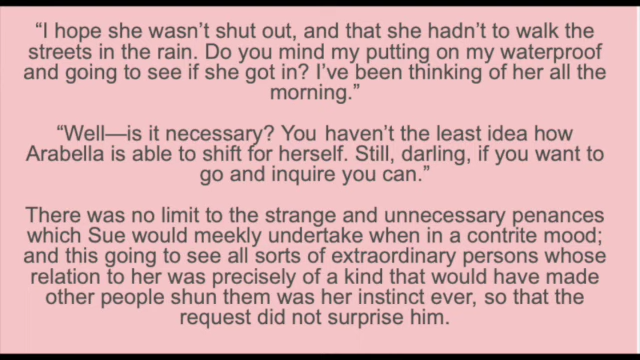 “I hope she wasn’t shut out, and that she hadn’t to walk the
streets in the rain. Do you mind my putting on my waterproof
and going to see if she got in? I’ve been thinking of her all the
morning.”
“Well—is it necessary? You haven’t the least idea how
Arabella is able to shift for herself. Still, darling, if you want to
go and inquire you can.”
There was no limit to the strange and unnecessary penances
which Sue would meekly undertake when in a contrite mood;
and this going to see all sorts of extraordinary persons whose
relation to her was precisely of a kind that would have made
other people shun them was her instinct ever, so that the
request did not surprise him.